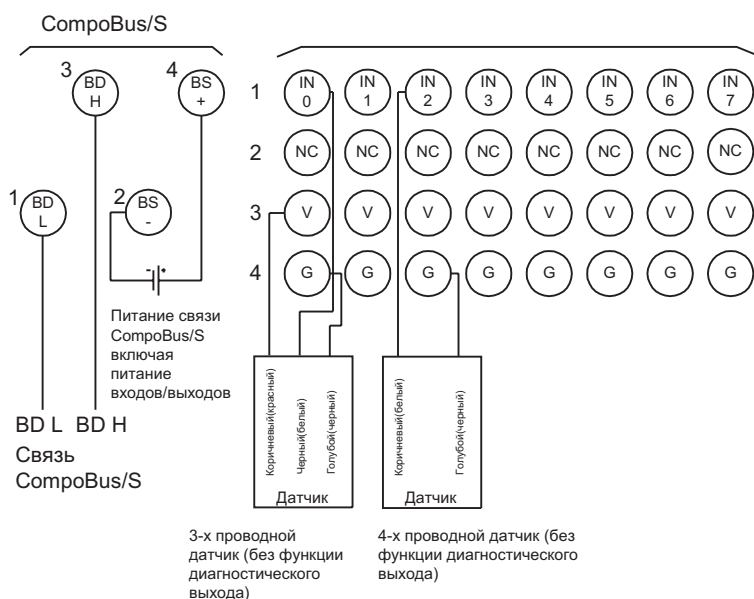 CompoBus/S
3
BD
H
4
BS
+
1
BD
L
2
BS
-
- +
Питание связи
CompoBus/S
включая
питание
входов/выходов
BD L BD H
Связь
CompoBus/S
1 IN 0 IN 1 IN 2 IN 3 IN 4 IN 5 IN 6 IN 7
2 NC NC NC NC NC NC NC NC
3 V V V V V V V V
4 G G G G G G G G
Коричневый(красный)
Черный(белый)
Голубой(черный)
Датчик
Коричневый(белый)
Голубой(черный)
Датчик
3-х проводной
датчик (без функции
диагностического
выхода)
4-х проводной датчик (без
функции диагностического
выхода)